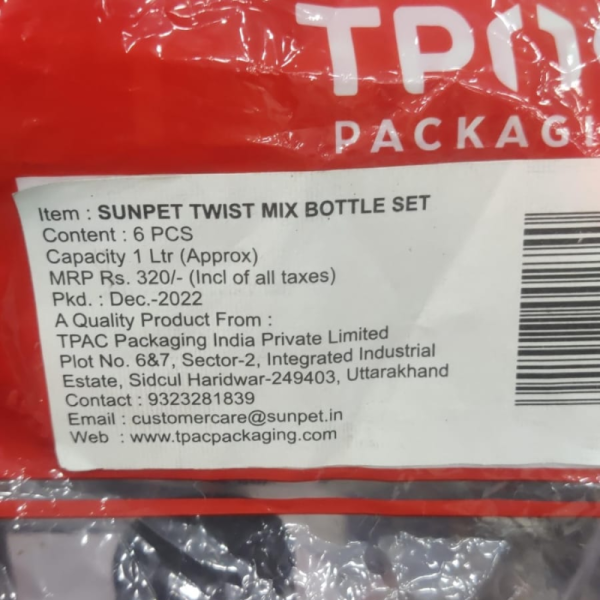 PACKAGI
Item : SUNPET TWIST MIX BOTTLE SET
Content : 6 PCS
Capacity 1 Ltr (Approx)
MRP Rs. 320/- (Incl of all taxes)
Pkd. : Dec.-2022
A Quality Product From :
TPAC Packaging India Private Limited
Plot No. 6&7, Sector-2, Integrated Industrial
Estate, Sidcul Haridwar-249403, Uttarakhand
Contact : 9323281839
Email : customercare@sunpet.in
Web : www.tpacpackaging.com